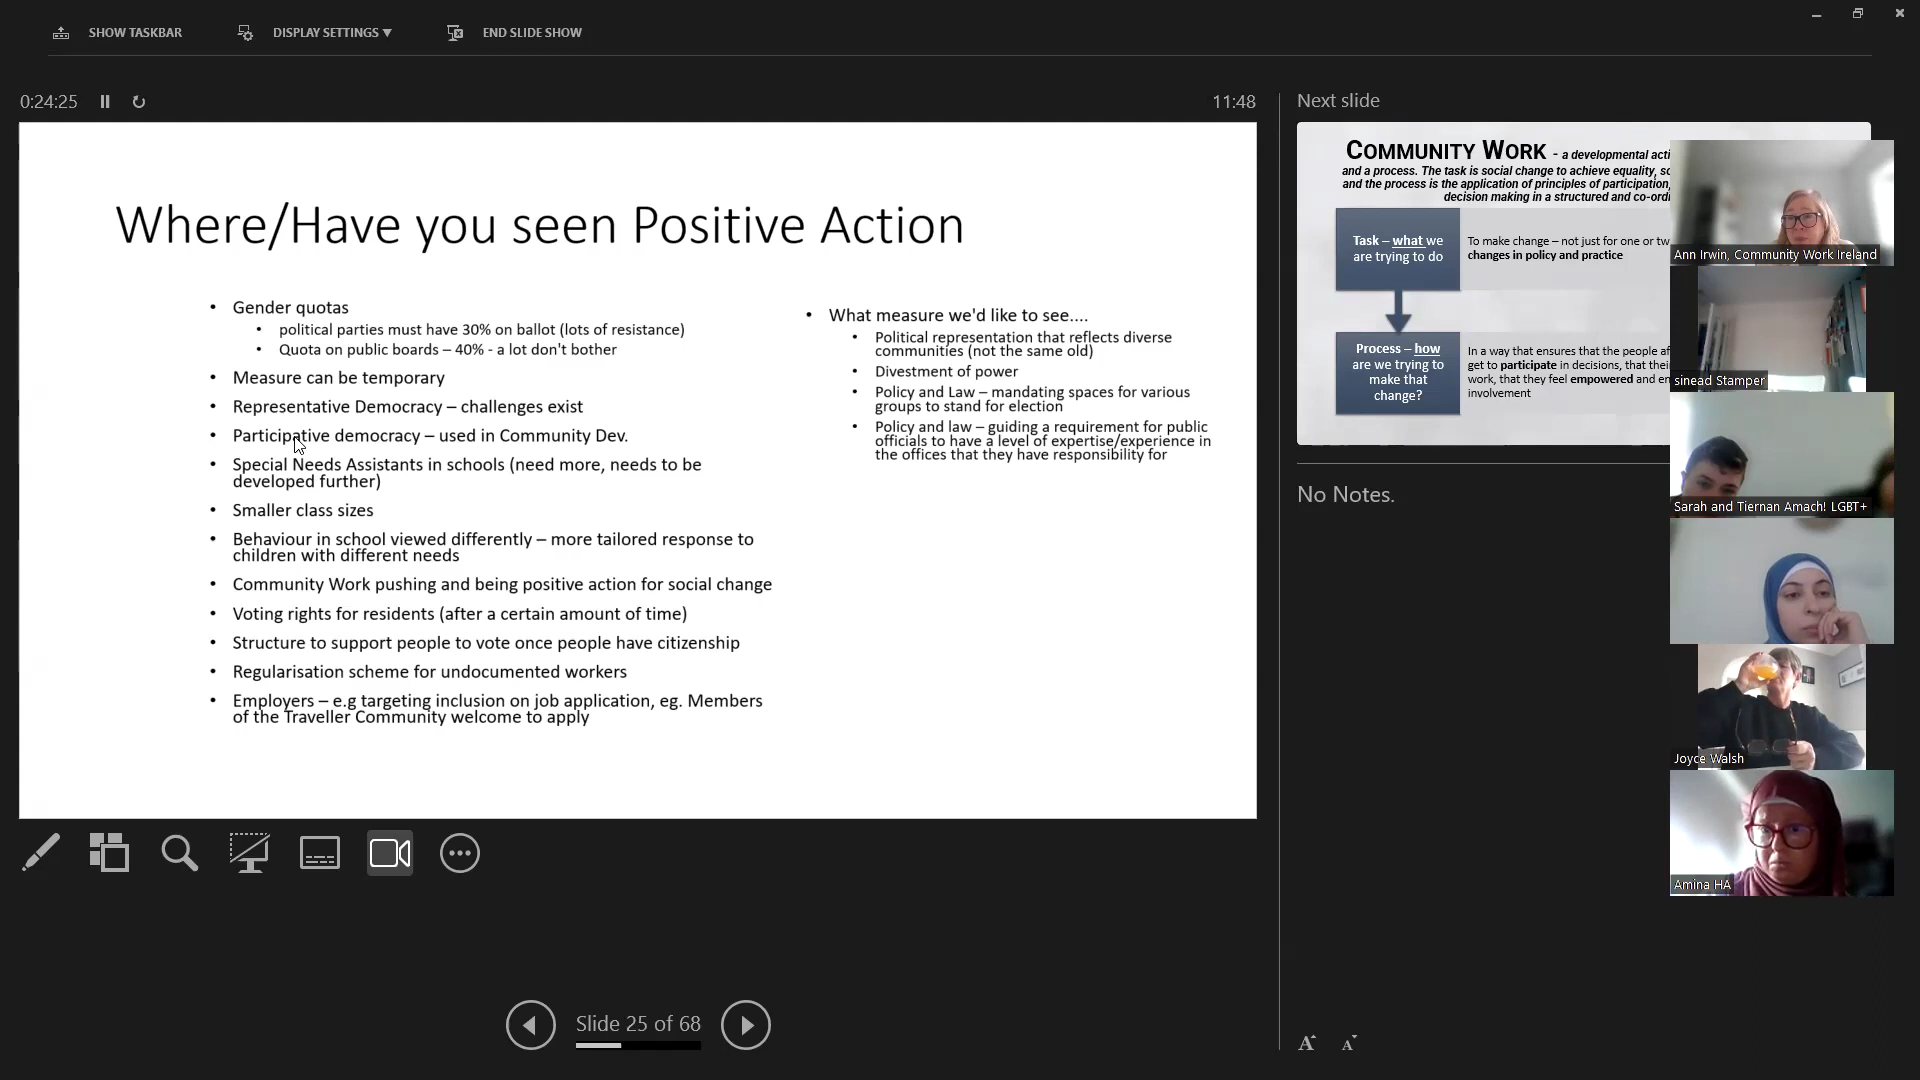 SHOW TASKBAR
DISPLAY SETTINGS ▼
END SLIDE SHOW
0:24:25
11:48
Where/Have you seen Positive Action
• Gender quotas
• political parties must have 30% on ballot (lots of resistance)
• Quota on public boards – 40% - a lot don't bother
• Measure can be temporary
• Representative Democracy – challenges exist
• Participative democracy – used in Community Dev.
• Special Needs Assistants in schools (need more, needs to be
developed further)
• Smaller class sizes
• Behaviour in school viewed differently – more tailored response to
children with different needs
• Community Work pushing and being positive action for social change
• Voting rights for residents (after a certain amount of time)
• Structure to support people to vote once people have citizenship
• Regularisation scheme for undocumented workers
• Employers – e.g targeting inclusion on job application, eg. Members
of the Traveller Community welcome to apply
• What measure we'd like to see....
• Political representation that reflects diverse
communities (not the same old)
• Divestment of power
• Policy and Law – mandating spaces for various
groups to stand for election
• Policy and law – guiding a requirement for public
officials to have a level of expertise/experience in
the offices that they have responsibility for
Slide 25 of 68
Next slide
COMMUNITY WORK - a developmental acti
and a process. The task is social change to achieve equality, so
and the process is the application of principles of participation,
decision making in a structured and co-ordi
Task – what we
are trying to do
To make change – not just for one or tw
changes in policy and practice
Process – how
are we trying to
make that
change?
In a way that ensures that the people af
get to participate in decisions, that thei
work, that they feel empowered and en
involvement
No Notes.
A
A
Ann Irwin, Community Work Ireland
sinead Stamper
Sarah and Tiernan Amach! LGBT+
Joyce Walsh
Amina HA